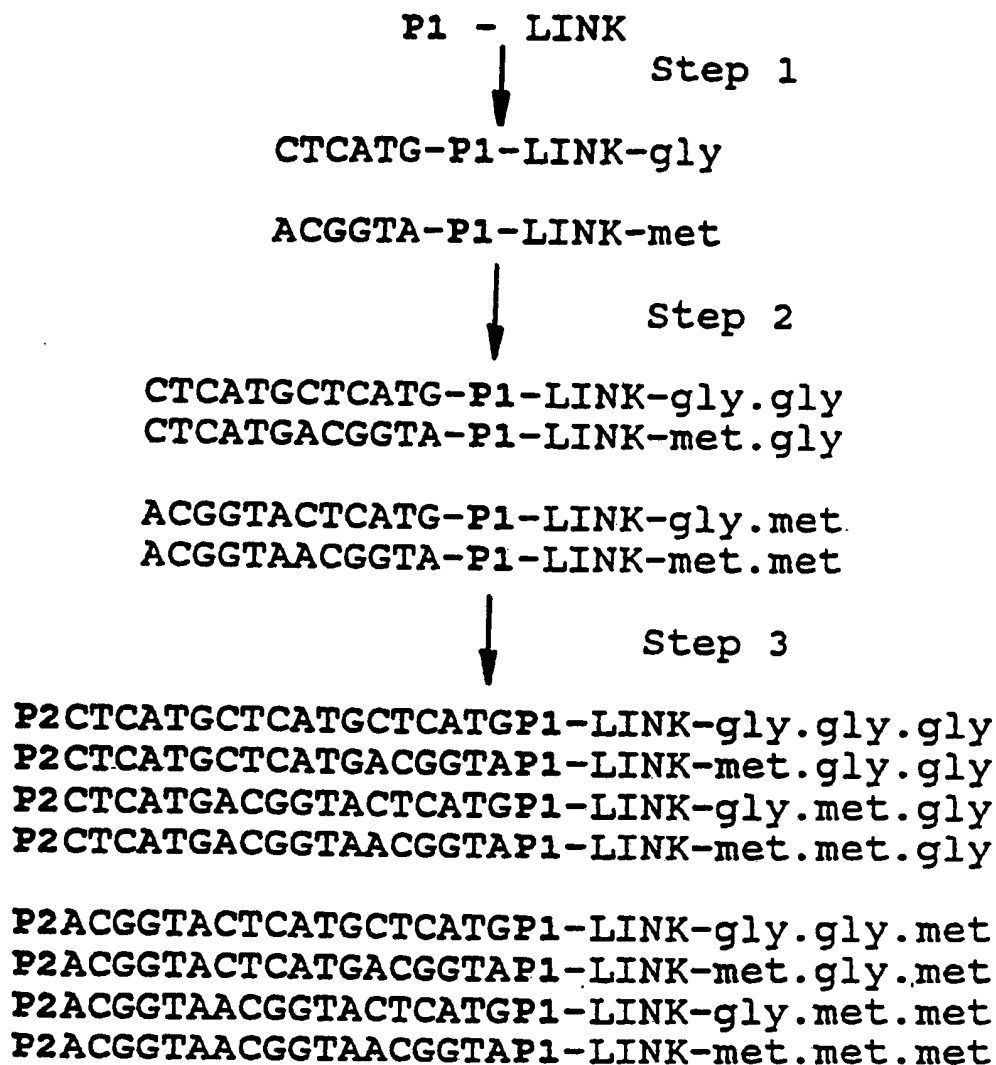 P1 - LINK
Step 1
CTCATG-P1-LINK-gly
ACGGTA-P1-LINK-met
Step 2
CTCATGCTCATG-P1-LINK-gly.gly
CTCATGACGGTA-P1-LINK-met.gly
ACGGTACTCATG-P1-LINK-gly.met
ACGGTAACGGTA-P1-LINK-met.met
Step 3
P2CTCATGCTCATGCTCATGP1-LINK-gly.gly.gly
P2CTCATGCTCATGACGGTAP1-LINK-met.gly.gly
P2CTCATGACGGTACTCATGP1-LINK-gly.met.gly
P2CTCATGACGGTAACGGTAP1-LINK-met.met.gly
P2ACGGTACTCATGCTCATGP1-LINK-gly.gly.met
P2ACGGTACTCATGACGGTAP1-LINK-met.gly.met
P2ACGGTAACGGTACTCATGP1-LINK-gly.met.met
P2ACGGTAACGGTAACGGTAP1-LINK-met.met.met